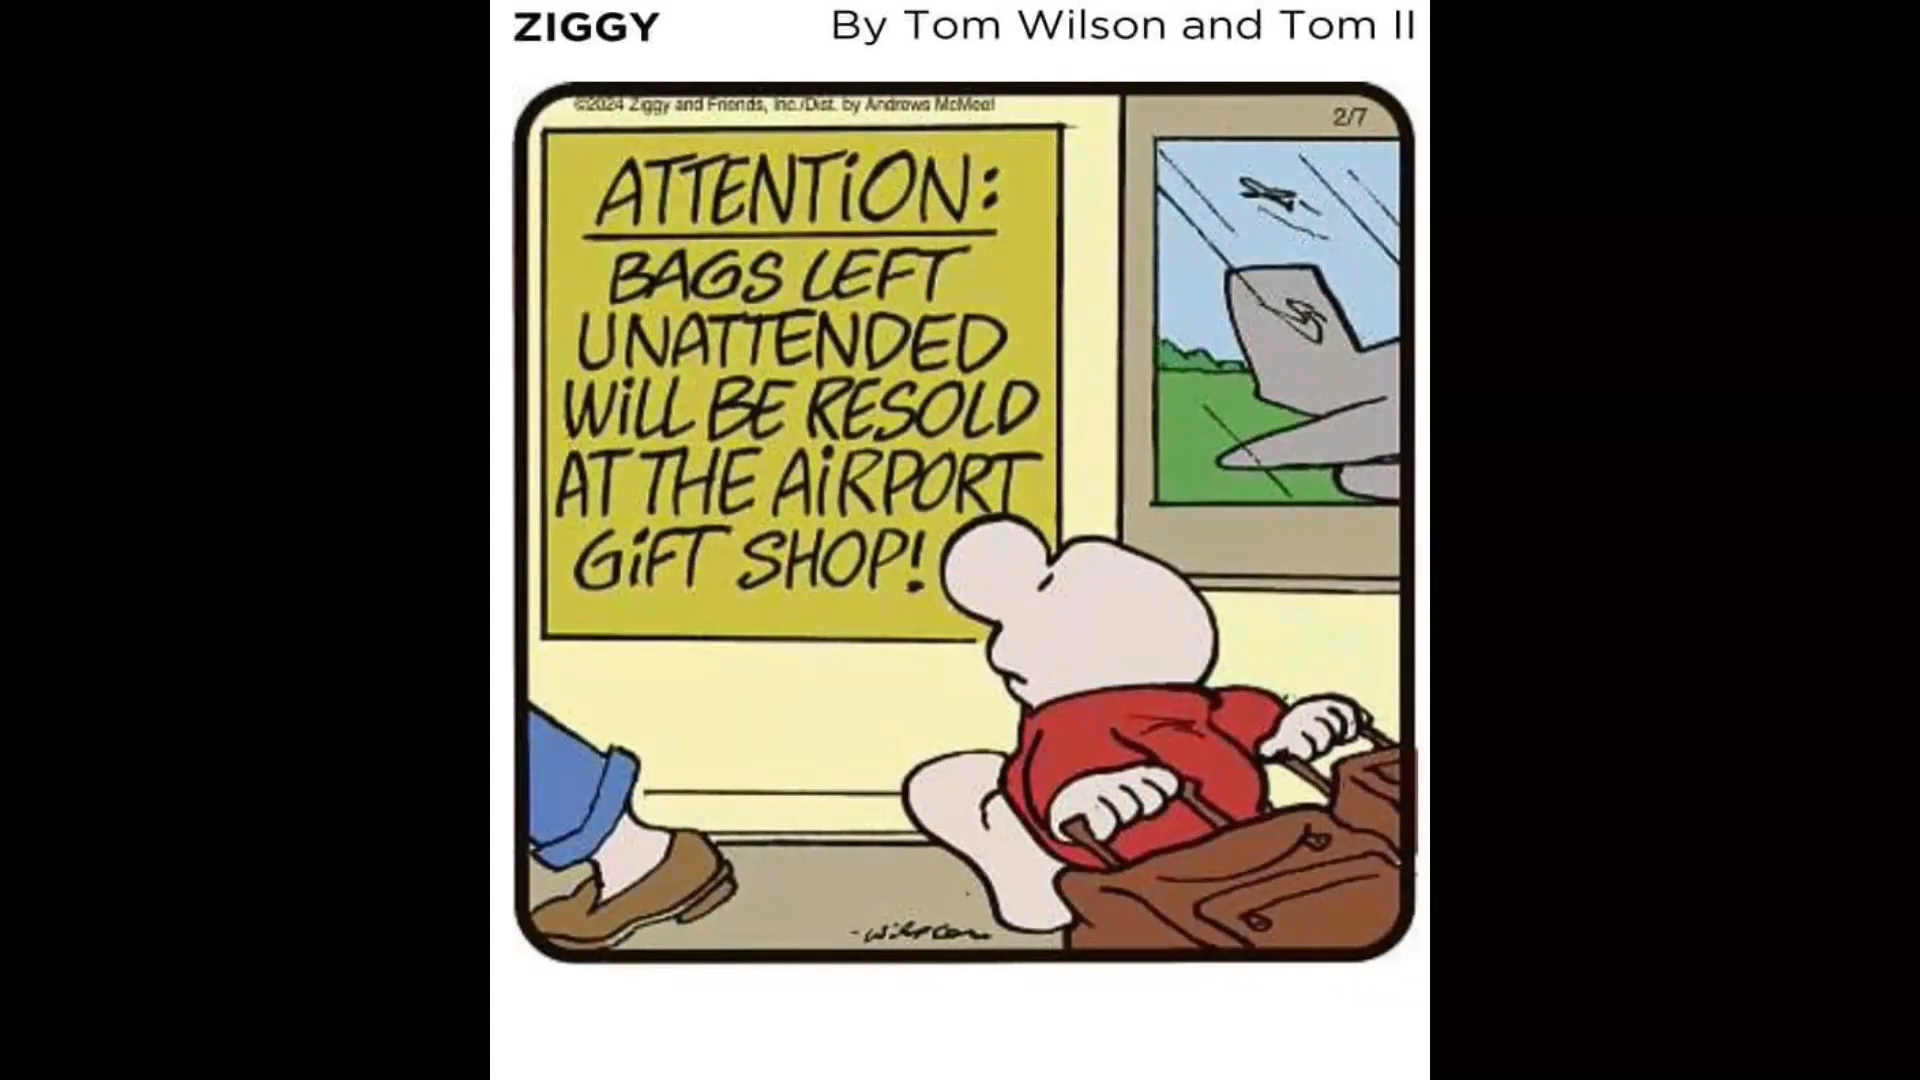 ZIGGY By Tom Wilson and Tom II
©2024 Ziggy and Friends, Inc./Dist. by Andrews McMeel
2/7
ATTENTiON:
BAGS LEFT
UNATTENDED
WiLL BE RESOLD
AT THE AiRPORT
GiFT SHOP!
-Wilson